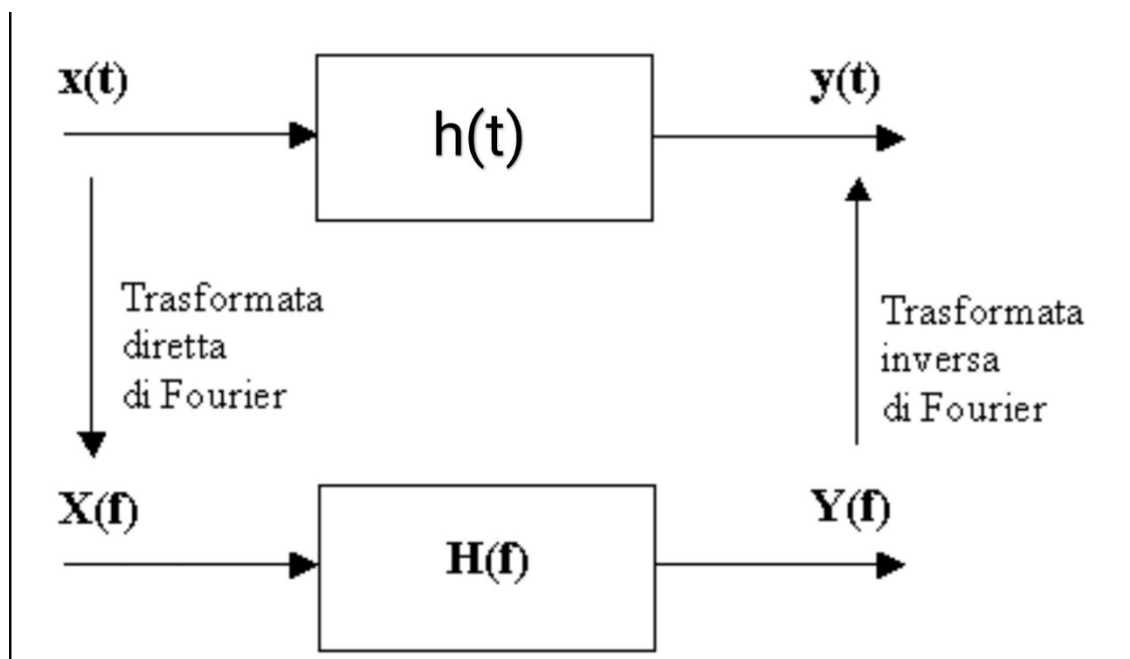 x(t)
h(t)
y(t)
Trasformata
diretta
di Fourier
Trasformata
inversa
di Fourier
X(f)
H(f)
Y(f)